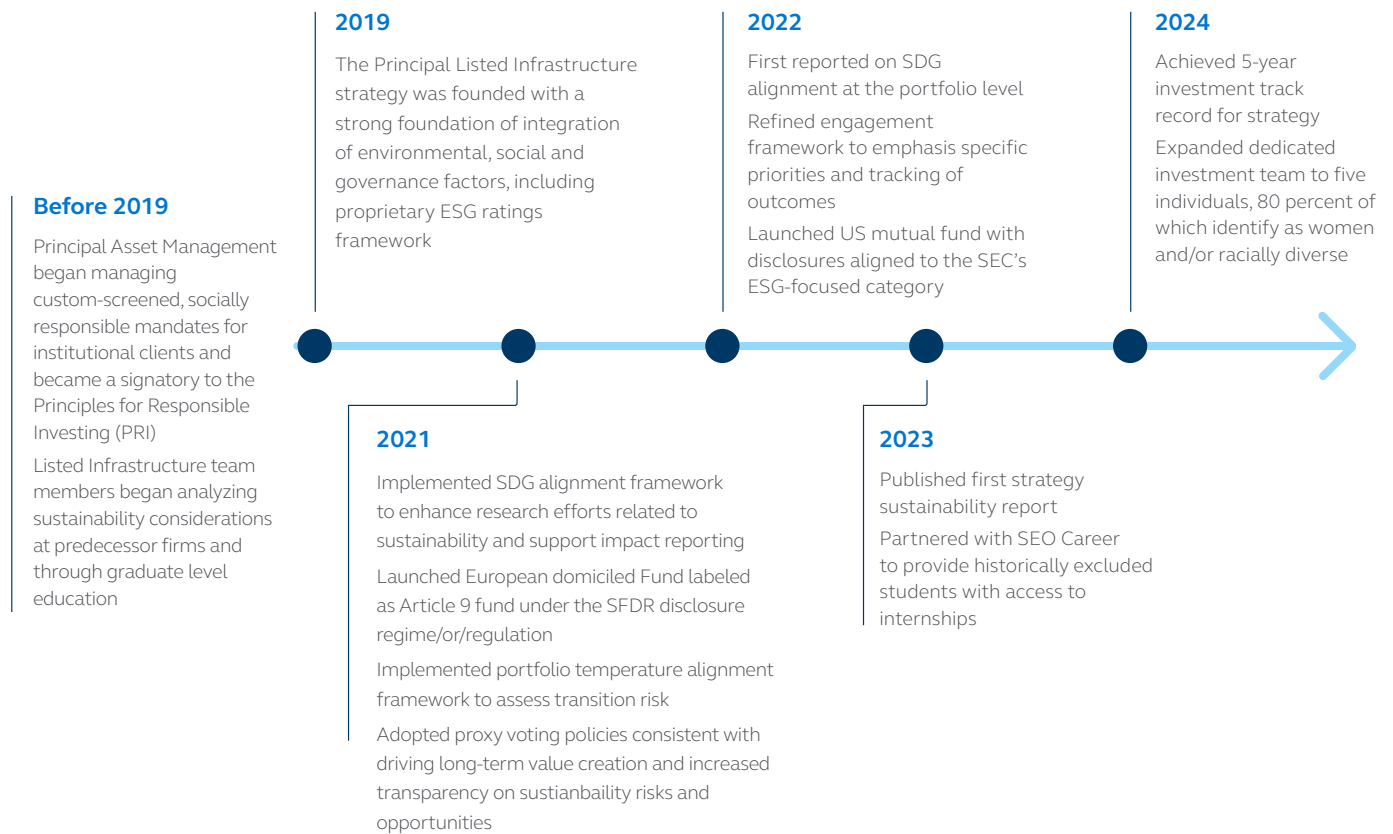 Before 2019
Principal Asset Management
began managing
custom-screened, socially
responsible mandates for
institutional clients and
became a signatory to the
Principles for Responsible
Investing (PRI)
Listed Infrastructure team
members began analyzing
sustainability considerations
at predecessor firms and
through graduate level
education
2019
The Principal Listed Infrastructure
strategy was founded with a
strong foundation of integration
of environmental, social and
governance factors, including
proprietary ESG ratings
framework
2021
Implemented SDG alignment framework
to enhance research efforts related to
sustainability and support impact reporting
Launched European domiciled Fund labeled
as Article 9 fund under the SFDR disclosure
regime/or/regulation
Implemented portfolio temperature alignment
framework to assess transition risk
Adopted proxy voting policies consistent with
driving long-term value creation and increased
transparency on sustianbaility risks and
opportunities
2022
First reported on SDG
alignment at the portfolio level
Refined engagement
framework to emphasis specific
priorities and tracking of
outcomes
Launched US mutual fund with
disclosures aligned to the SEC’s
ESG-focused category
2023
Published first strategy
sustainability report
Partnered with SEO Career
to provide historically excluded
students with access to
internships
2024
Achieved 5-year
investment track
record for strategy
Expanded dedicated
investment team to five
individuals, 80 percent of
which identify as women
and/or racially diverse